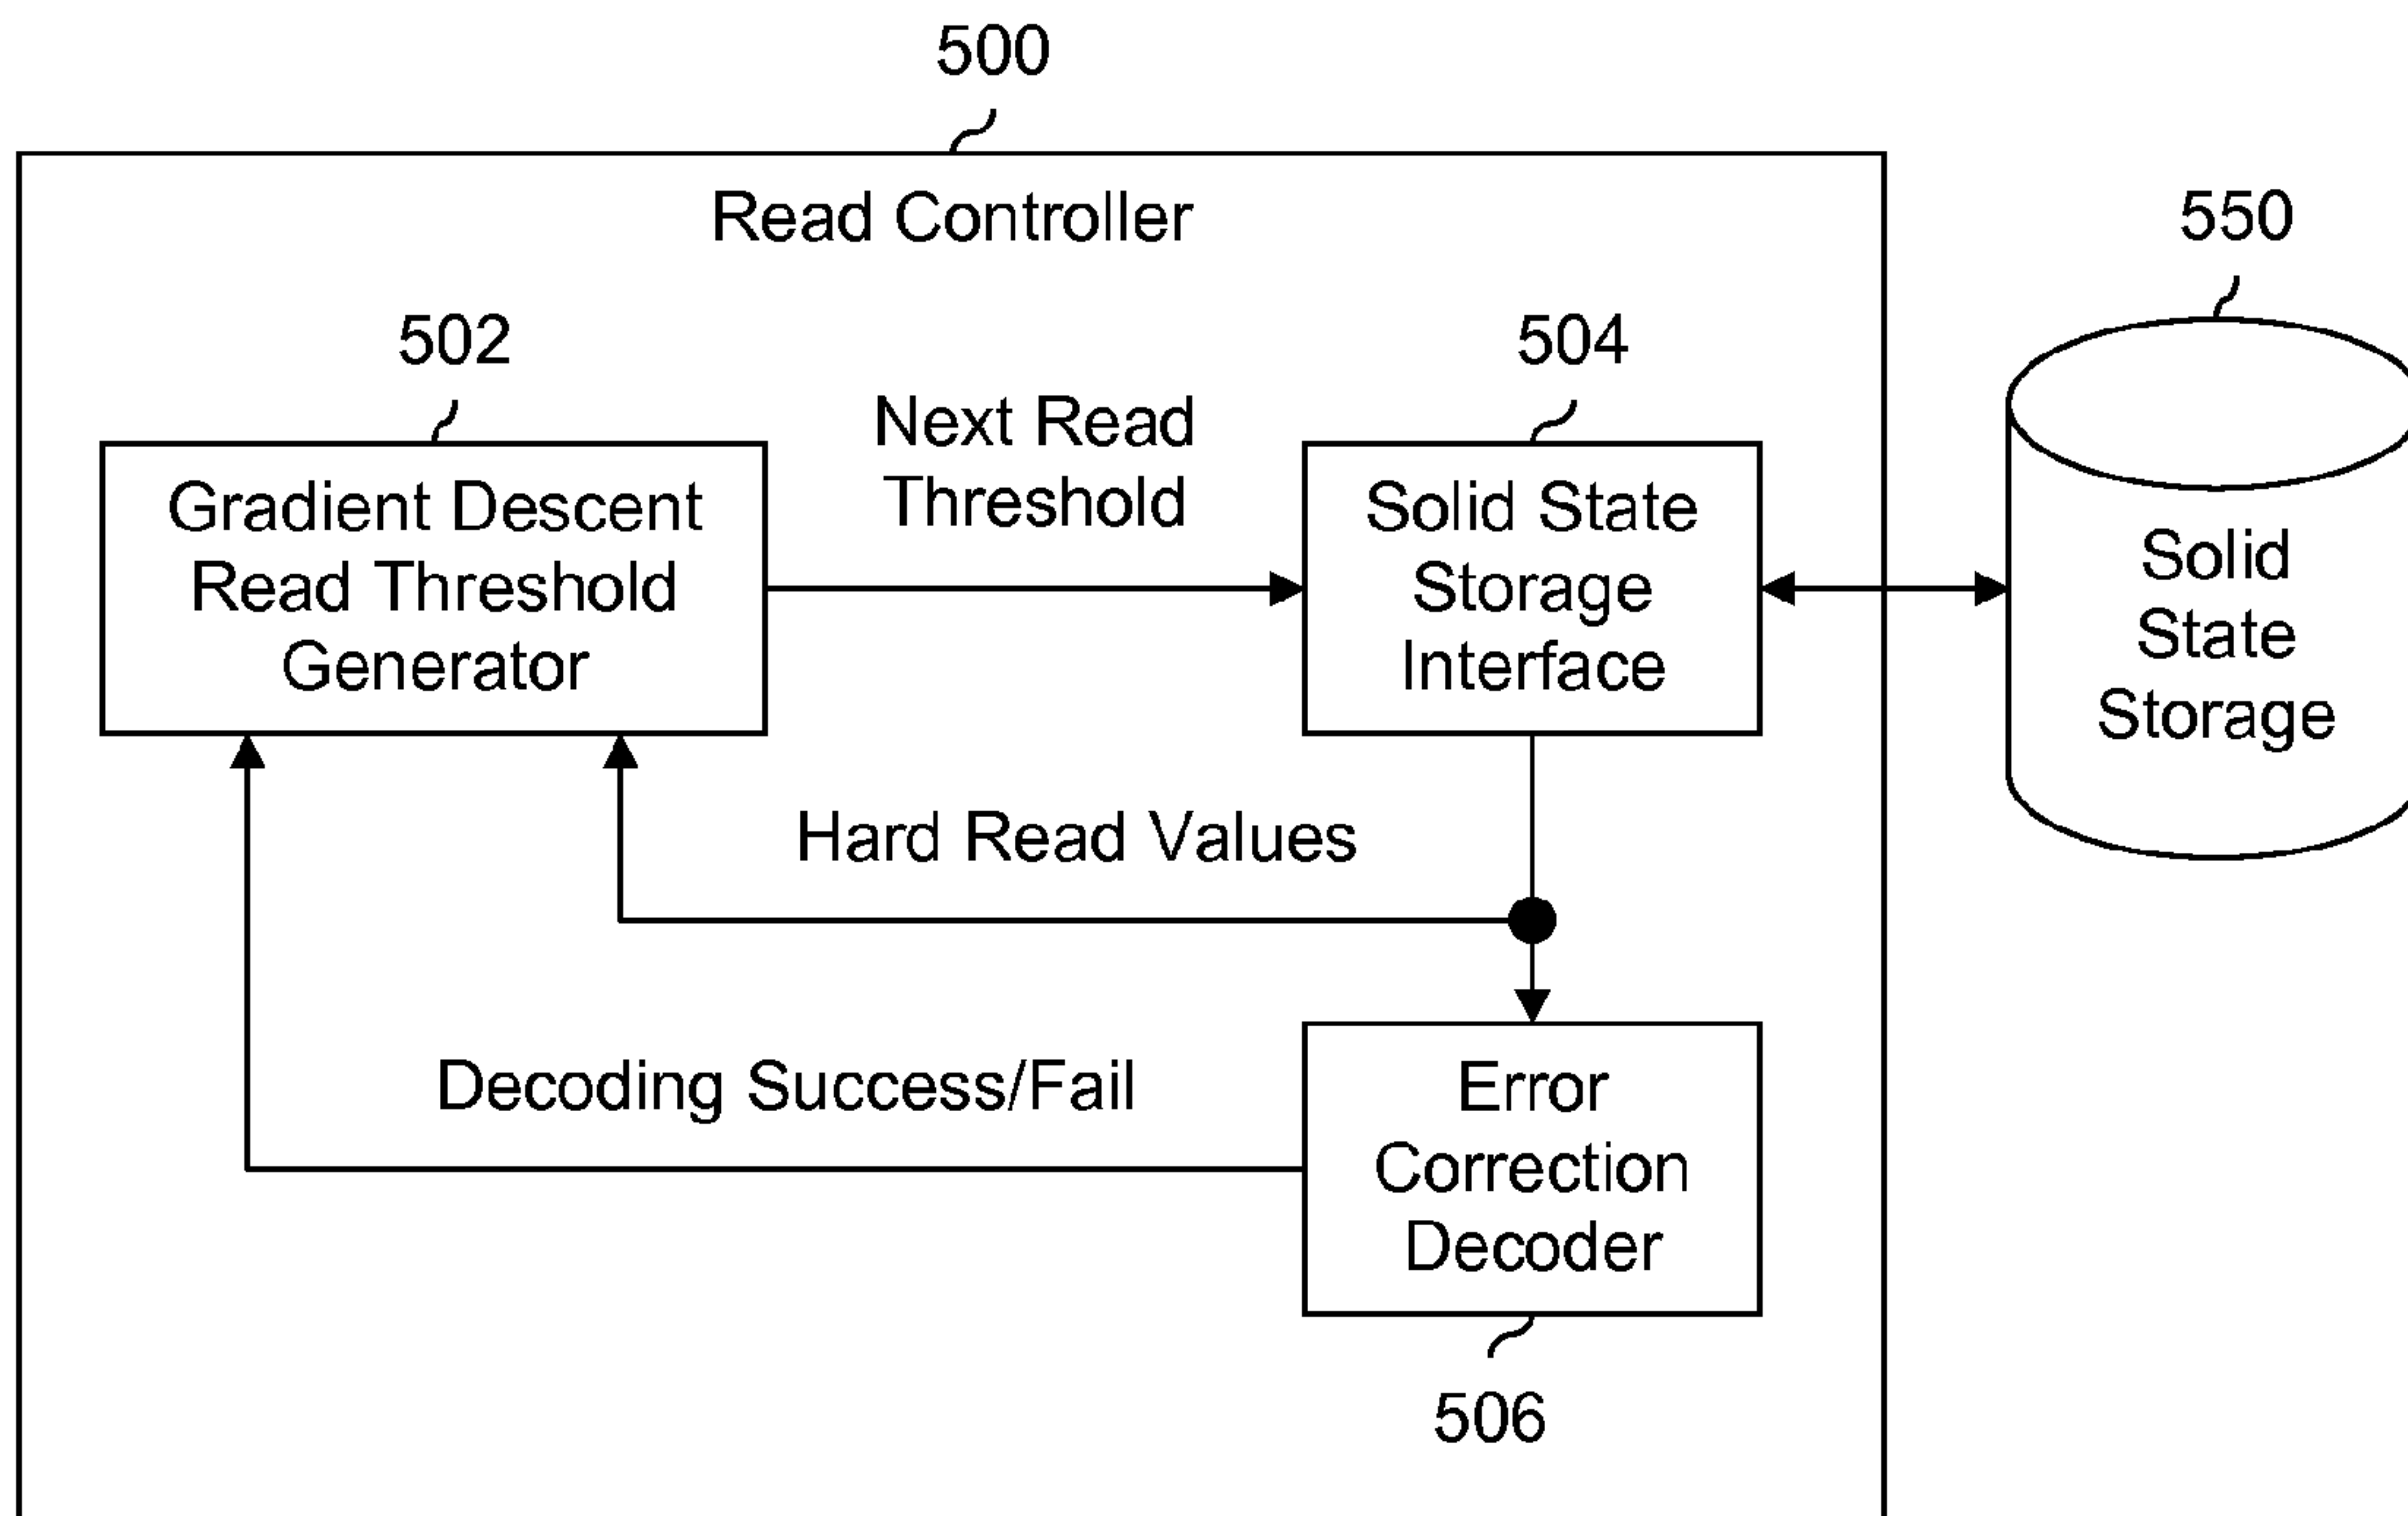 500
Read Controller
550
502
504
Next Read
Threshold
Gradient Descent
Read Threshold
Generator
Solid State
Storage
Interface
Solid
State
Storage
Hard Read Values
Decoding Success/Fail
Error
Correction
Decoder
506